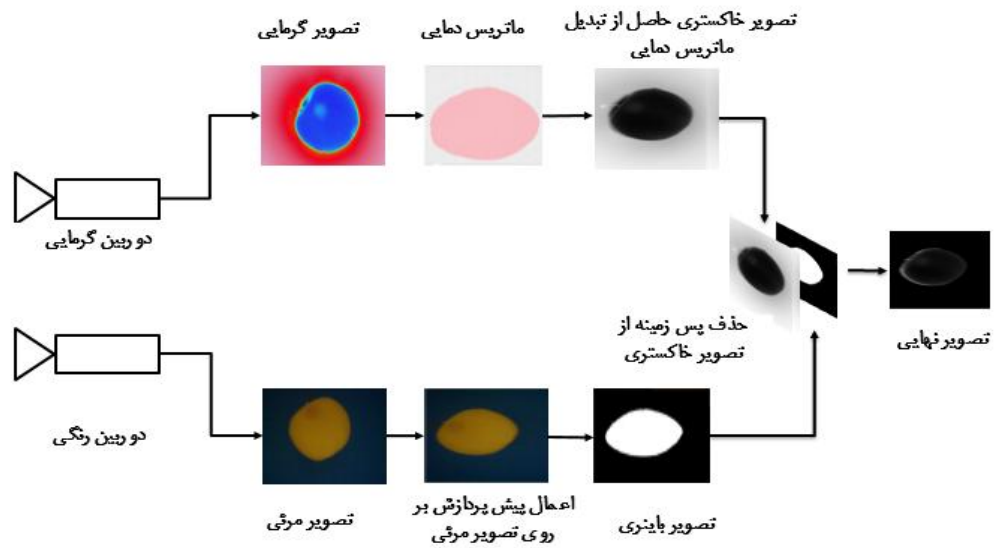 تصویر گرمایی
ماتریس دمایی
تصویر خاکستری حاصل از تبدیل
ماتریس دمایی
دوربین گرمایی
حذف پس زمینه از
تصویر خاکستری
تصویر نهایی
دوربین رنگی
تصویر مرئی
اعمال پیش پردازش بر
روی تصویر مرئی
تصویر باینری